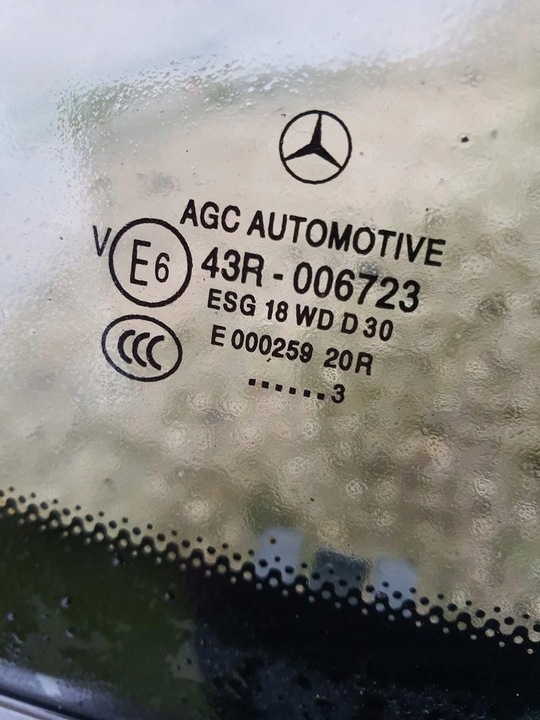 AGC AUTOMOTIVE
V E6 43R - 006723
ESG 18 WD D 30
CCC E 000259 20R
.......3